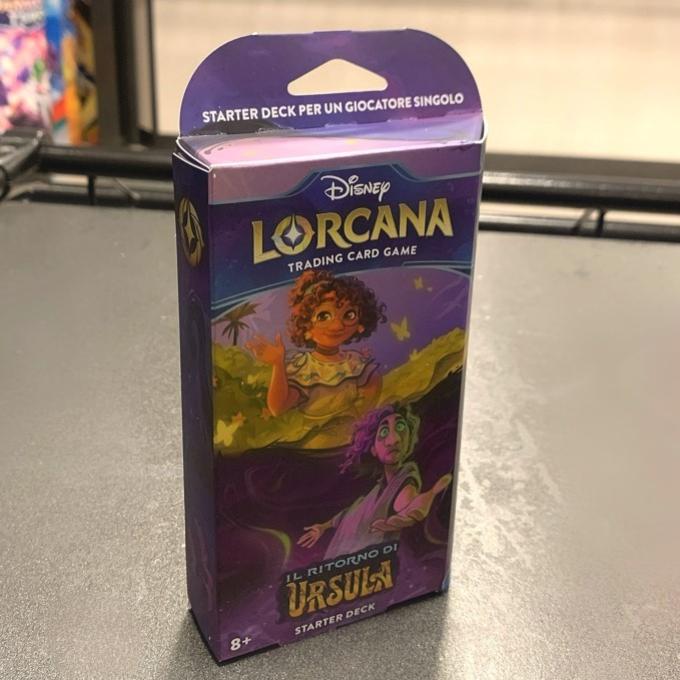 STARTER DECK PER UN GIOCATORE SINGOLO
Disney
LORCANA
TRADING CARD GAME
IL RITORNO DI
URSULA
STARTER DECK
8+